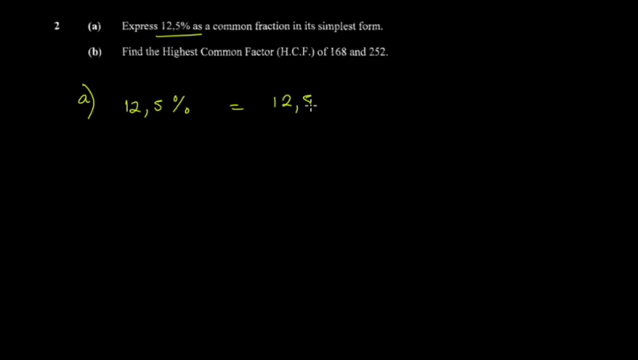 2 (a) Express 12,5% as a common fraction in its simplest form.
(b) Find the Highest Common Factor (H.C.F.) of 168 and 252.
a) 12,5 % = 12,5